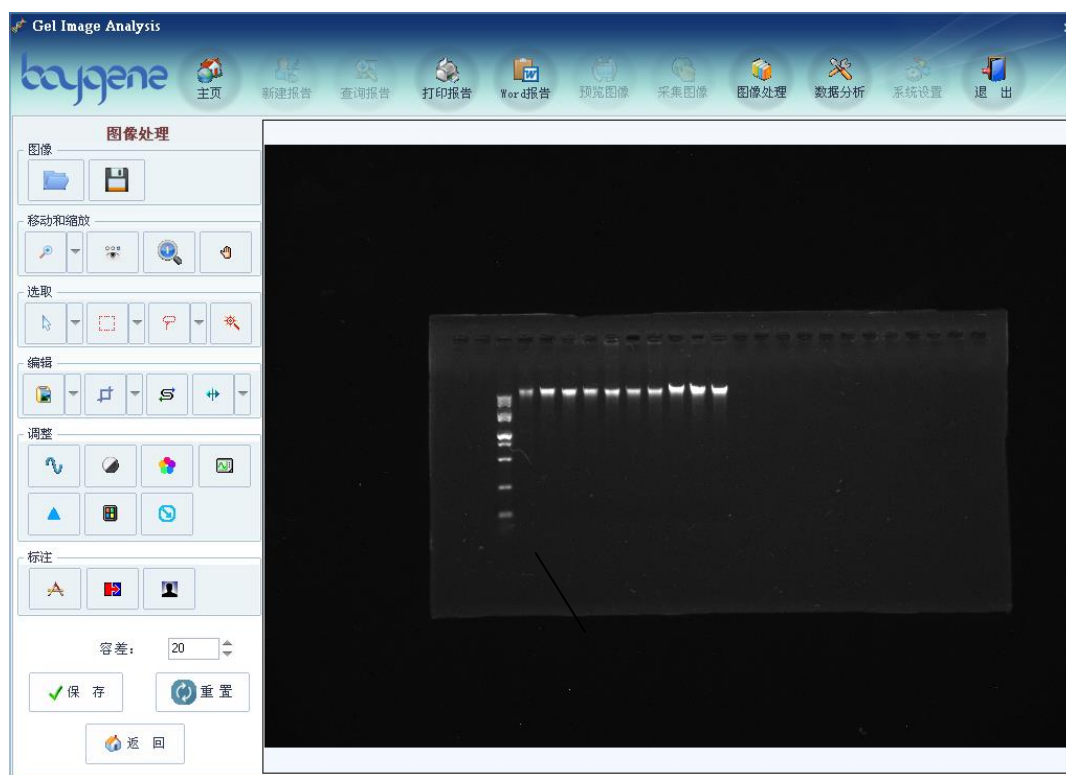 Gel Image Analysis
baygene
主页
新建报告
查询报告
打印报告
Word报告
预览图像
采集图像
图像处理
数据分析
系统设置
退 出
图像处理
图像
移动和缩放
选取
编辑
调整
标注
容差: 20
保 存
重 置
返 回